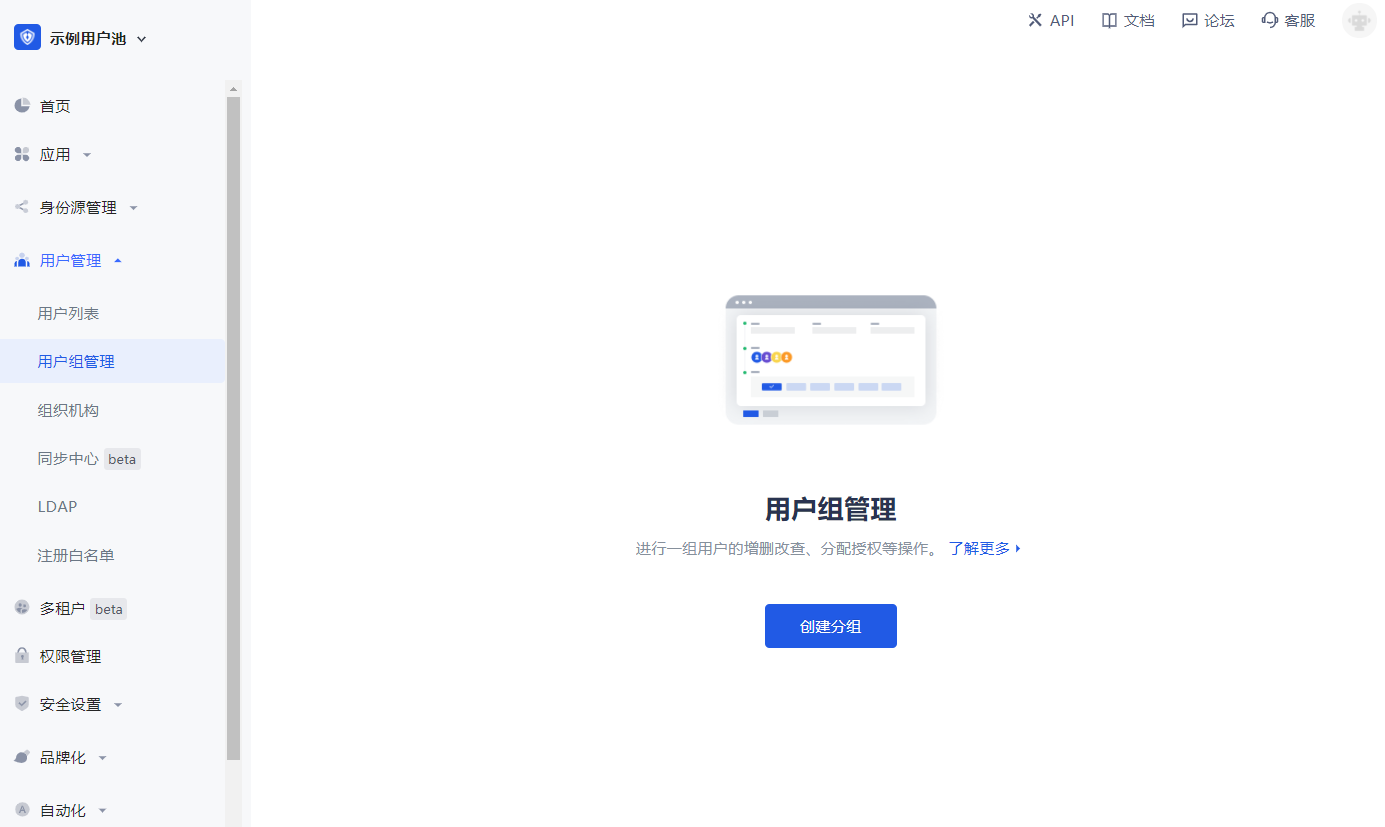 示例用户池
API 文档 论坛 客服
首页
应用
身份源管理
用户管理
用户列表
用户组管理
组织机构
同步中心 beta
LDAP
注册白名单
多租户 beta
权限管理
安全设置
品牌化
A 自动化
用户组管理
进行一组用户的增删改查、分配授权等操作。 了解更多
创建分组